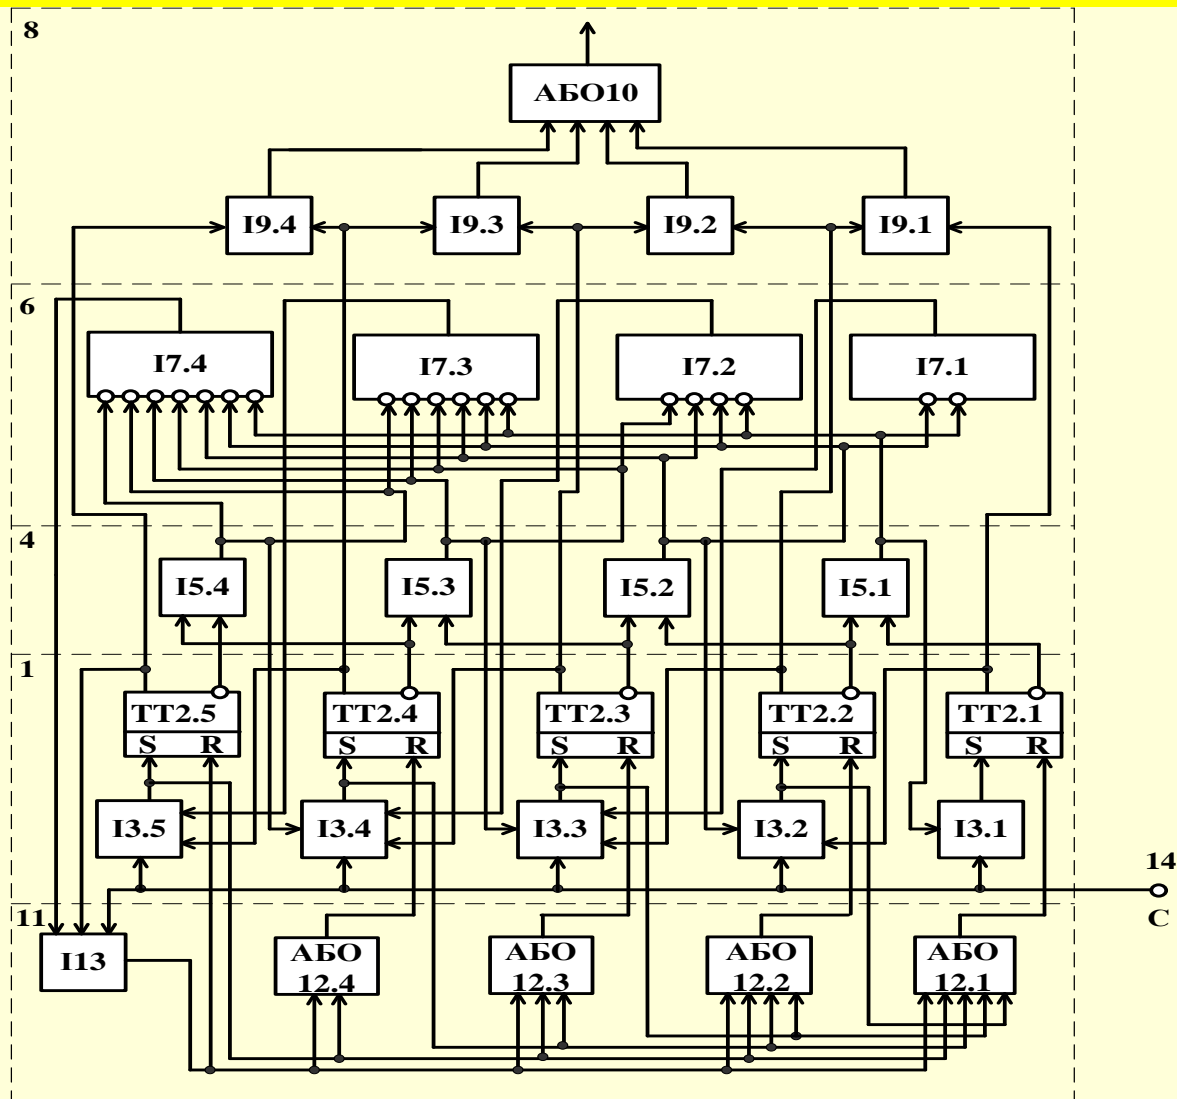 8
АБО10
І9.4 І9.3 І9.2 І9.1
6
І7.4 І7.3 І7.2 І7.1
4
І5.4 І5.3 І5.2 І5.1
1
ТТ2.5 ТТ2.4 ТТ2.3 ТТ2.2 ТТ2.1
S R S R S R S R S R
І3.5 І3.4 І3.3 І3.2 І3.1
14
С
11
І13
АБО АБО АБО АБО
12.4 12.3 12.2 12.1